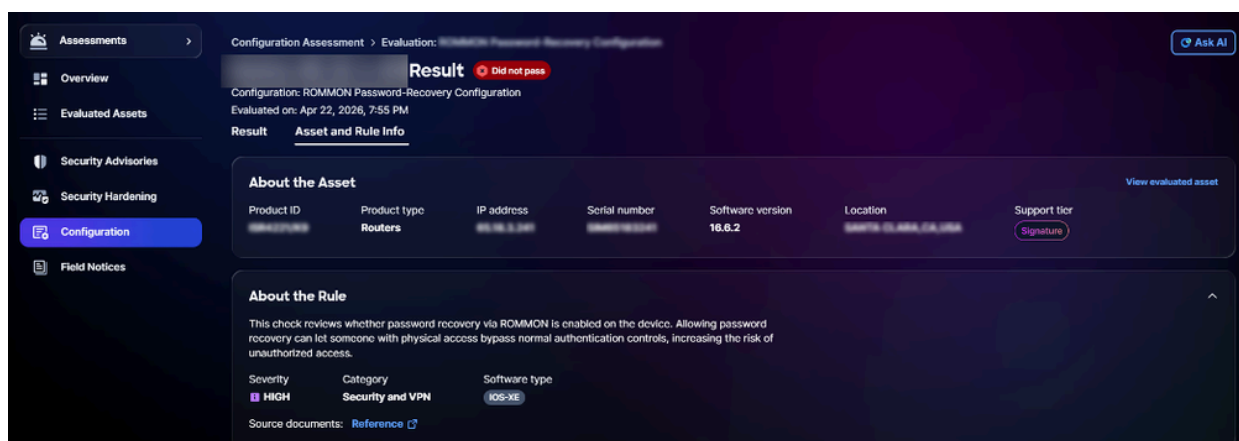 Assessments
Overview
Evaluated Assets
Security Advisories
Security Hardening
Configuration
Field Notices
Configuration Assessment > Evaluation:
Ask AI
Result Did not pass
Configuration: ROMMON Password-Recovery Configuration
Evaluated on: Apr 22, 2026, 7:55 PM
Result Asset and Rule Info
About the Asset
View evaluated asset
Product ID Product type IP address Serial number Software version Location Support tier
Routers 16.6.2 Signature
About the Rule
This check reviews whether password recovery via ROMMON is enabled on the device. Allowing password
recovery can let someone with physical access bypass normal authentication controls, increasing the risk of
unauthorized access.
Severity Category Software type
HIGH Security and VPN IOS-XE
Source documents: Reference